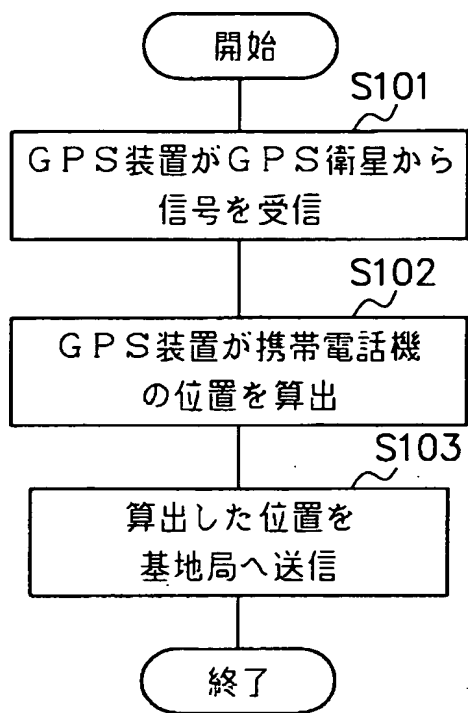 開始
S101
ＧＰＳ装置がＧＰＳ衛星から
信号を受信
S102
ＧＰＳ装置が携帯電話機
の位置を算出
S103
算出した位置を
基地局へ送信
終了